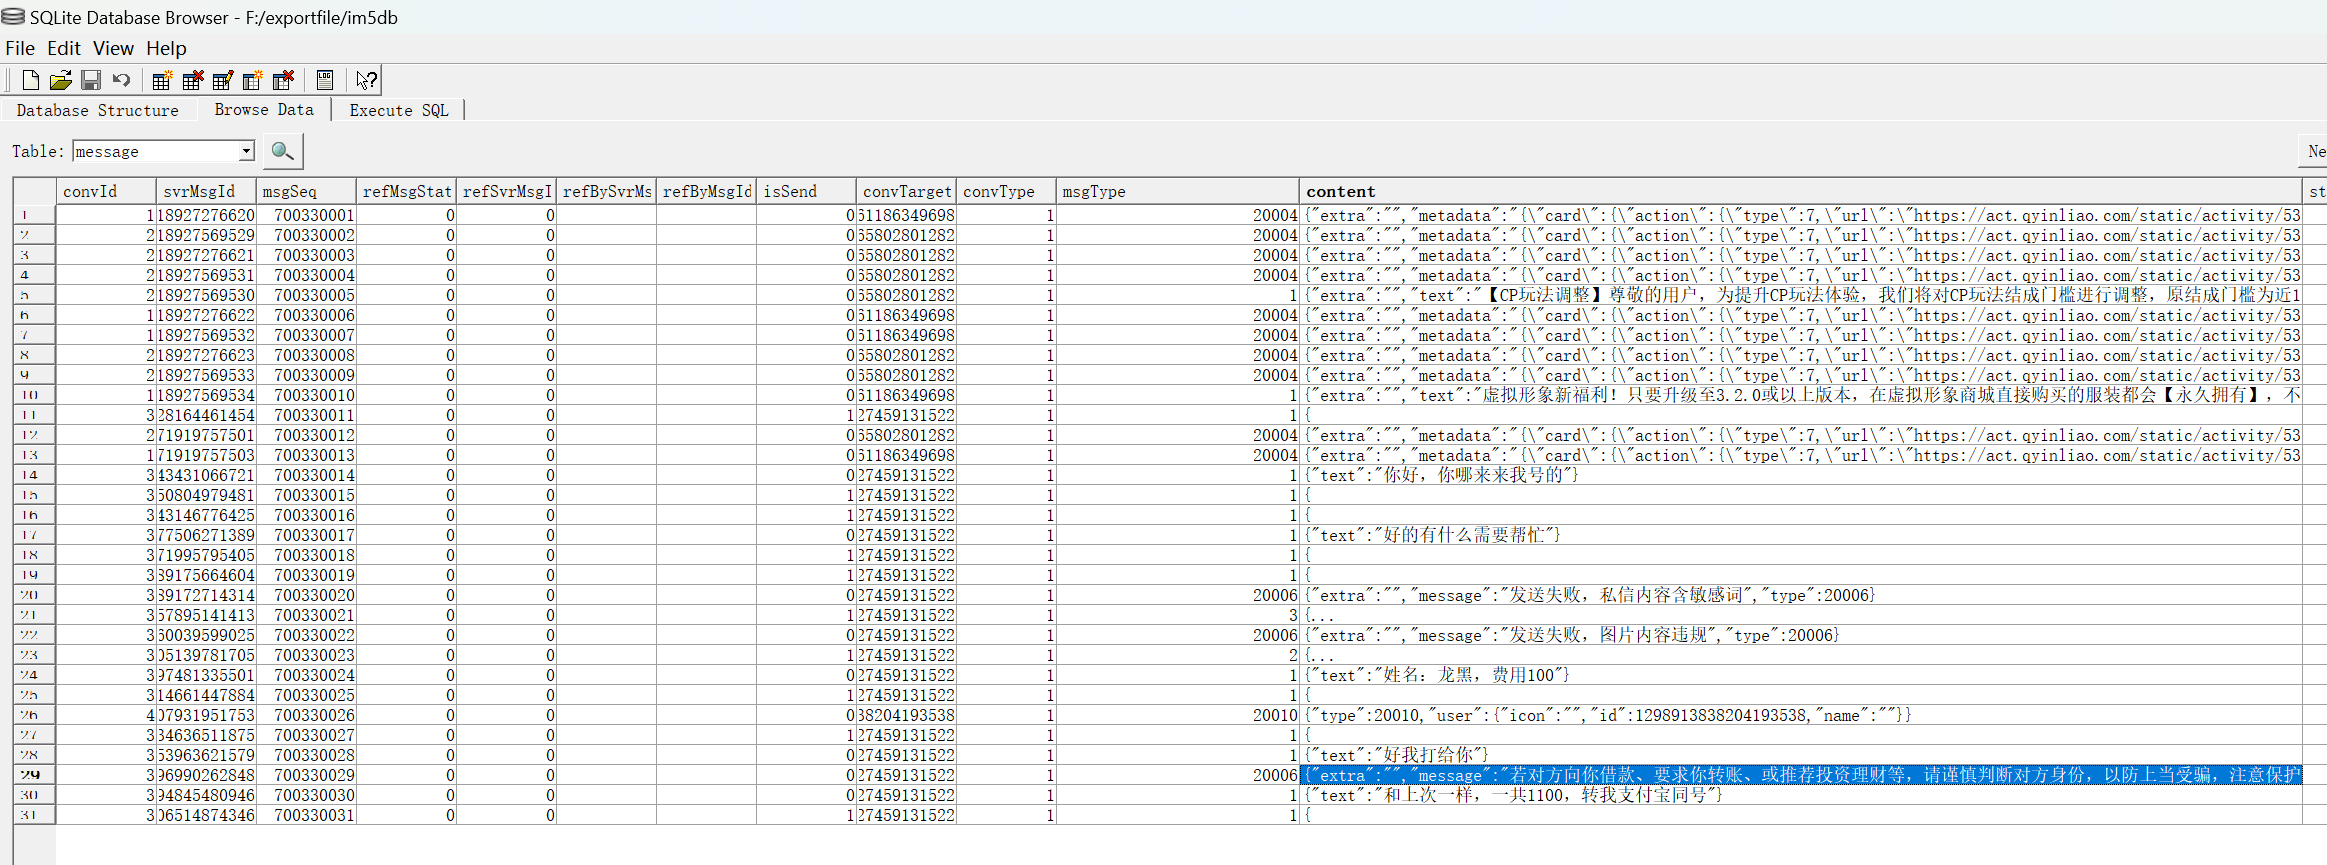 SQLite Database Browser - F:/exportfile/im5db
File Edit View Help
Database Structure Browse Data Execute SQL
Table: message Ne
convId svrMsgId msgSeq refMsgStat refSvrMsgI refBySvrMs refByMsgId isSend convTarget convType msgType content st
1 1 18927276620 700330001 0 0 0 61186349698 1 20004 {"extra":"","metadata":"{\"card\":{\"action\":{\"type\":7,\"url\":\"https://act.qyinliao.com/static/activity/53
2 2 18927569529 700330002 0 0 0 65802801282 1 20004 {"extra":"","metadata":"{\"card\":{\"action\":{\"type\":7,\"url\":\"https://act.qyinliao.com/static/activity/53
3 2 18927276621 700330003 0 0 0 65802801282 1 20004 {"extra":"","metadata":"{\"card\":{\"action\":{\"type\":7,\"url\":\"https://act.qyinliao.com/static/activity/53
4 2 18927569531 700330004 0 0 0 65802801282 1 20004 {"extra":"","metadata":"{\"card\":{\"action\":{\"type\":7,\"url\":\"https://act.qyinliao.com/static/activity/53
5 2 18927569530 700330005 0 0 0 65802801282 1 1 {"extra":"","text":"【CP玩法调整】尊敬的用户，为提升CP玩法体验，我们将对CP玩法结成门槛进行调整，原结成门槛为近1
6 1 18927276622 700330006 0 0 0 61186349698 1 20004 {"extra":"","metadata":"{\"card\":{\"action\":{\"type\":7,\"url\":\"https://act.qyinliao.com/static/activity/53
7 1 18927569532 700330007 0 0 0 61186349698 1 20004 {"extra":"","metadata":"{\"card\":{\"action\":{\"type\":7,\"url\":\"https://act.qyinliao.com/static/activity/53
8 2 18927276623 700330008 0 0 0 65802801282 1 20004 {"extra":"","metadata":"{\"card\":{\"action\":{\"type\":7,\"url\":\"https://act.qyinliao.com/static/activity/53
9 2 18927569533 700330009 0 0 0 65802801282 1 20004 {"extra":"","metadata":"{\"card\":{\"action\":{\"type\":7,\"url\":\"https://act.qyinliao.com/static/activity/53
10 1 18927569534 700330010 0 0 0 61186349698 1 1 {"extra":"","text":"虚拟形象新福利！只要升级至3.2.0或以上版本，在虚拟形象商城直接购买的服装都会【永久拥有】，不
11 3 28164461454 700330011 0 0 1 27459131522 1 1 {
12 2 71919757501 700330012 0 0 0 65802801282 1 20004 {"extra":"","metadata":"{\"card\":{\"action\":{\"type\":7,\"url\":\"https://act.qyinliao.com/static/activity/53
13 1 71919757503 700330013 0 0 0 61186349698 1 20004 {"extra":"","metadata":"{\"card\":{\"action\":{\"type\":7,\"url\":\"https://act.qyinliao.com/static/activity/53
14 3 43431066721 700330014 0 0 0 27459131522 1 1 {"text":"你好，你哪来来我号的"}
15 3 50804979481 700330015 0 0 1 27459131522 1 1 {
16 3 43146776425 700330016 0 0 1 27459131522 1 1 {
17 3 77506271389 700330017 0 0 0 27459131522 1 1 {"text":"好的有什么需要帮忙"}
18 3 71995795405 700330018 0 0 1 27459131522 1 1 {
19 3 89175664604 700330019 0 0 1 27459131522 1 1 {
20 3 89172714314 700330020 0 0 0 27459131522 1 20006 {"extra":"","message":"发送失败，私信内容含敏感词","type":20006}
21 3 57895141413 700330021 0 0 1 27459131522 1 3 {...
22 3 60039599025 700330022 0 0 0 27459131522 1 20006 {"extra":"","message":"发送失败，图片内容违规","type":20006}
23 3 05139781705 700330023 0 0 1 27459131522 1 2 {...
24 3 97481335501 700330024 0 0 0 27459131522 1 1 {"text":"姓名：龙黑，费用100"}
25 3 14661447884 700330025 0 0 1 27459131522 1 1 {
26 4 07931951753 700330026 0 0 0 38204193538 1 20010 {"type":20010,"user":{"icon":"","id":1298913838204193538,"name":""}}
27 3 34636511875 700330027 0 0 1 27459131522 1 1 {
28 3 53963621579 700330028 0 0 0 27459131522 1 1 {"text":"好我打给你"}
29 3 96990262848 700330029 0 0 0 27459131522 1 20006 {"extra":"","message":"若对方向你借款、要求你转账、或推荐投资理财等，请谨慎判断对方身份，以防上当受骗，注意保护
30 3 94845480946 700330030 0 0 0 27459131522 1 1 {"text":"和上次一样，一共1100，转我支付宝同号"}
31 3 06514874346 700330031 0 0 1 27459131522 1 1 {